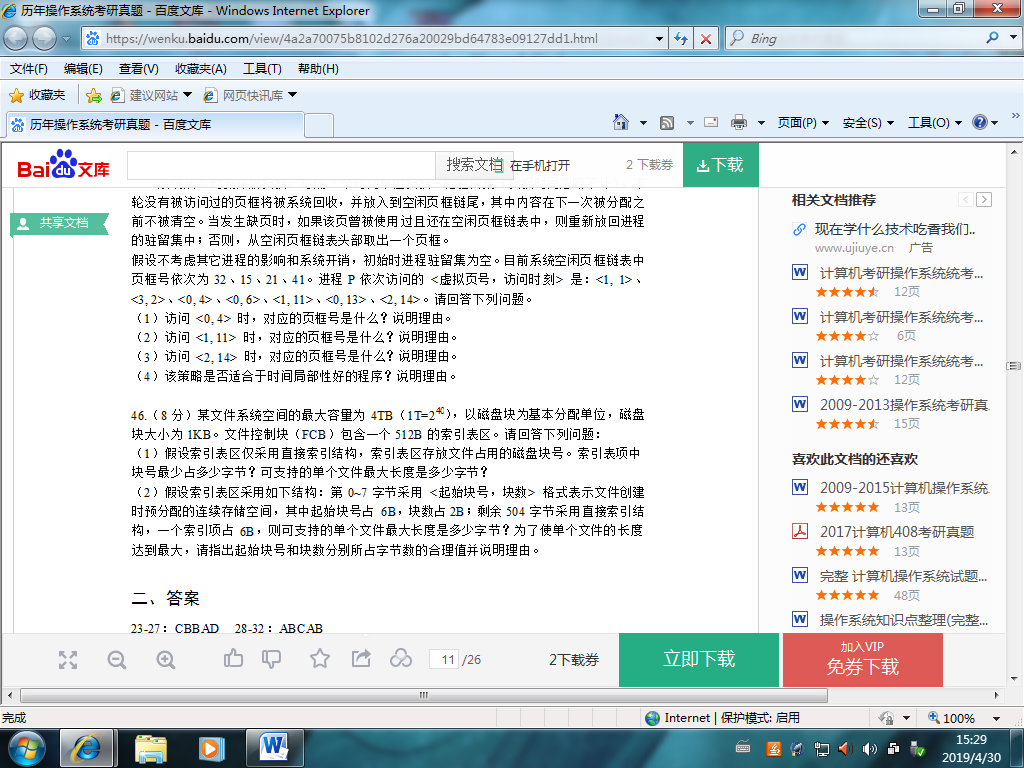 历年操作系统考研真题 - 百度文库 - Windows Internet Explorer
https://wenku.baidu.com/view/4a2a70075b8102d276a20029bd64783e09127dd1.html
Bing
文件(F) 编辑(E) 查看(V) 收藏夹(A) 工具(T) 帮助(H)
收藏夹 建议网站 网页快讯库
历年操作系统考研真题 - 百度文库
页面(P) 安全(S) 工具(O)
Bai du 文库
搜索文档
在手机打开
2 下载券
下载
共享文档
轮没有被访问过的页框将被系统回收，并放入到空闲页框链尾，其中内容在下一次被分配之
前不被清空。当发生缺页时，如果该页曾被使用过且还在空闲页框链表中，则重新放回进程
的驻留集中；否则，从空闲页框链表头部取出一个页框。
假设不考虑其它进程的影响和系统开销，初始时进程驻留集为空。目前系统空闲页框链表中
页框号依次为 32、15、21、41。进程 P 依次访问的 <虚拟页号，访问时刻> 是：<1, 1>、
<3, 2>、<0, 4>、<0, 6>、<1, 11>、<0, 13>、<2, 14>。请回答下列问题。
（1）访问 <0, 4> 时，对应的页框号是什么？说明理由。
（2）访问 <1, 11> 时，对应的页框号是什么？说明理由。
（3）访问 <2, 14> 时，对应的页框号是什么？说明理由。
（4）该策略是否适合于时间局部性好的程序？说明理由。
46.（8 分）某文件系统空间的最大容量为 4TB（1T=2⁴⁰），以磁盘块为基本分配单位，磁盘
块大小为 1KB。文件控制块（FCB）包含一个 512B 的索引表区。请回答下列问题：
（1）假设索引表区仅采用直接索引结构，索引表区存放文件占用的磁盘块号。索引表项中
块号最少占多少字节？可支持的单个文件最大长度是多少字节？
（2）假设索引表区采用如下结构：第 0~7 字节采用 <起始块号，块数> 格式表示文件创建
时预分配的连续存储空间，其中起始块号占 6B，块数占 2B；剩余 504 字节采用直接索引结
构，一个索引项占 6B，则可支持的单个文件最大长度是多少字节？为了使单个文件的长度
达到最大，请指出起始块号和块数分别所占字节数的合理值并说明理由。
二、答案
23-27：CBBAD 28-32：ABCAB
相关文档推荐
现在学什么技术吃香我们..
www.ujiuye.cn 广告
计算机考研操作系统统考...
12页
计算机考研操作系统统考...
6页
计算机考研操作系统统考...
12页
2009-2013操作系统考研真
15页
喜欢此文档的还喜欢
2009-2015计算机操作系统
13页
2017计算机408考研真题
13页
完整 计算机操作系统试题...
48页
操作系统知识点整理(完整...
11 /26
2下载券
立即下载
加入VIP
免券下载
完成
Internet | 保护模式: 启用
100%
15:29
2019/4/30